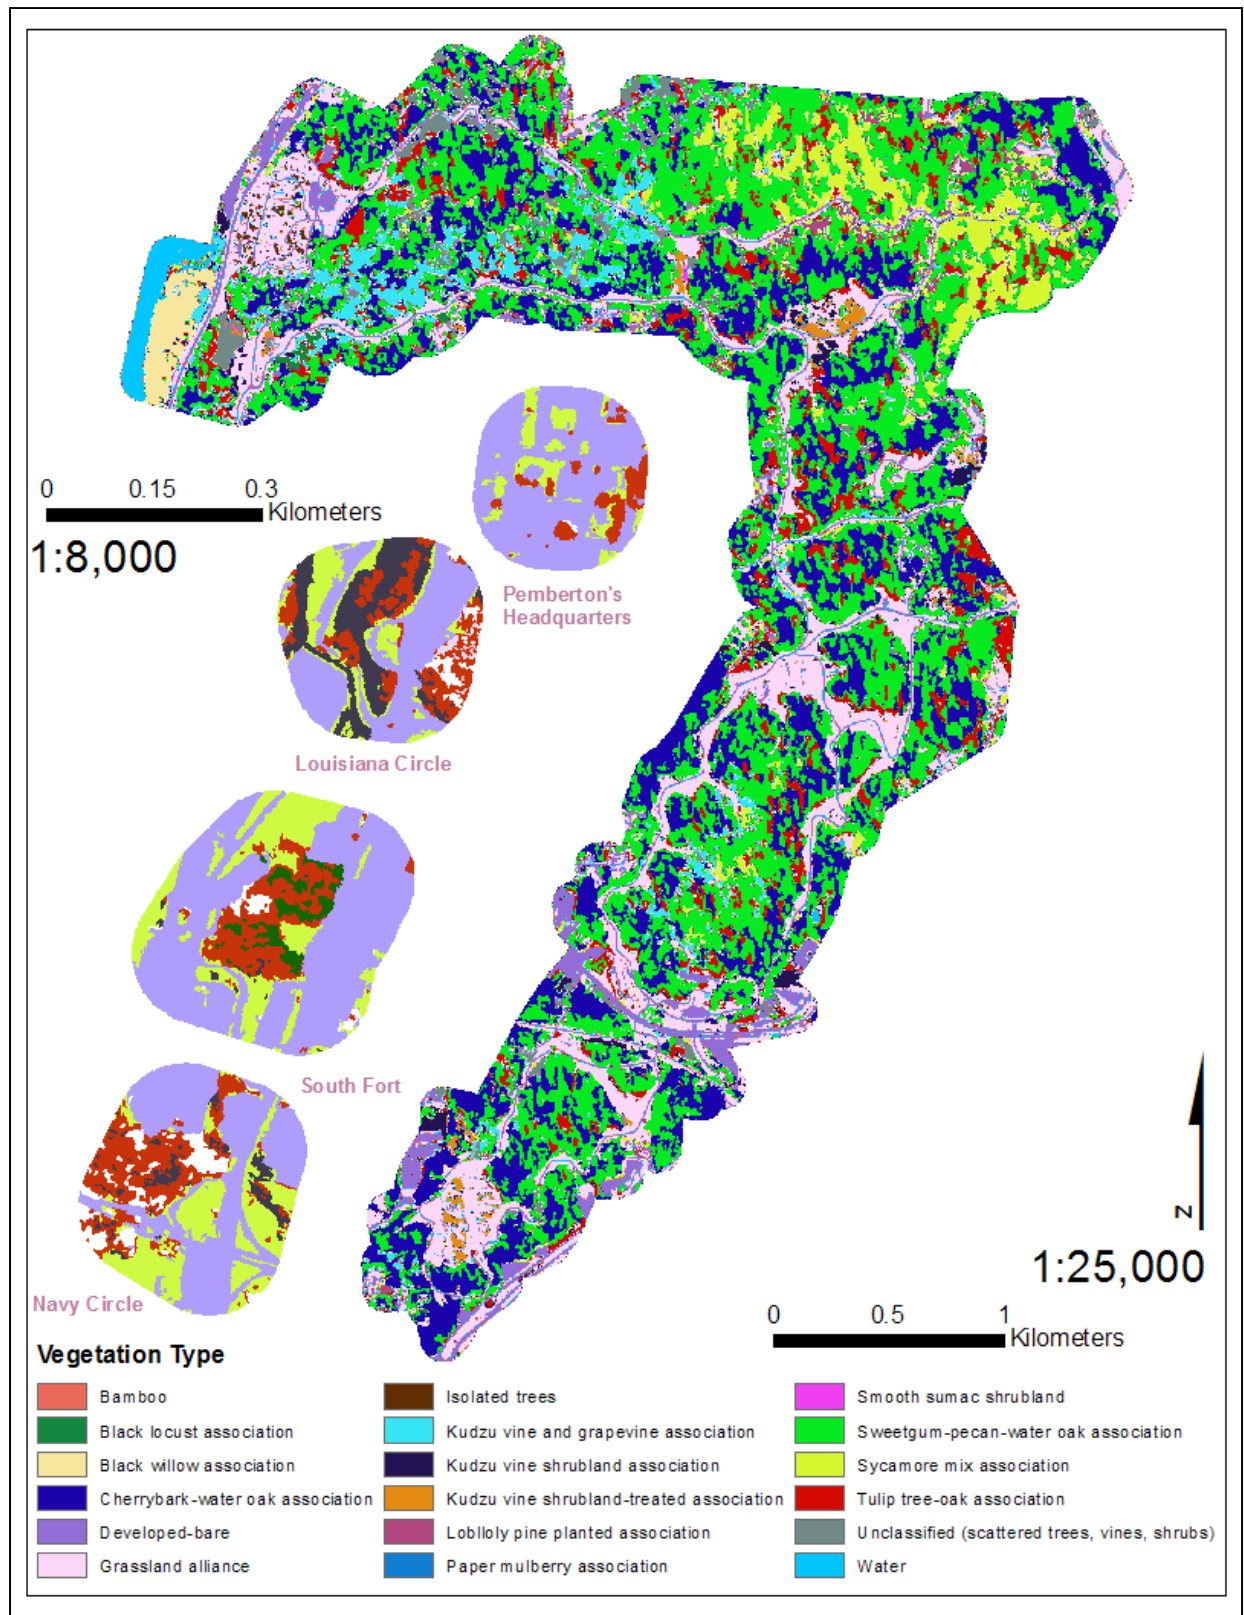 0 0.15 0.3
Kilometers
1:8,000
Pemberton's
Headquarters
Louisiana Circle
South Fort
Navy Circle
N
1:25,000
0 0.5 1
Kilometers
Vegetation Type
Bamboo
Black locust association
Black willow association
Cherrybark-water oak association
Developed-bare
Grassland alliance
Isolated trees
Kudzu vine and grapevine association
Kudzu vine shrubland association
Kudzu vine shrubland-treated association
Loblloly pine planted association
Paper mulberry association
Smooth sumac shrubland
Sweetgum-pecan-water oak association
Sycamore mix association
Tulip tree-oak association
Unclassified (scattered trees, vines, shrubs)
Water